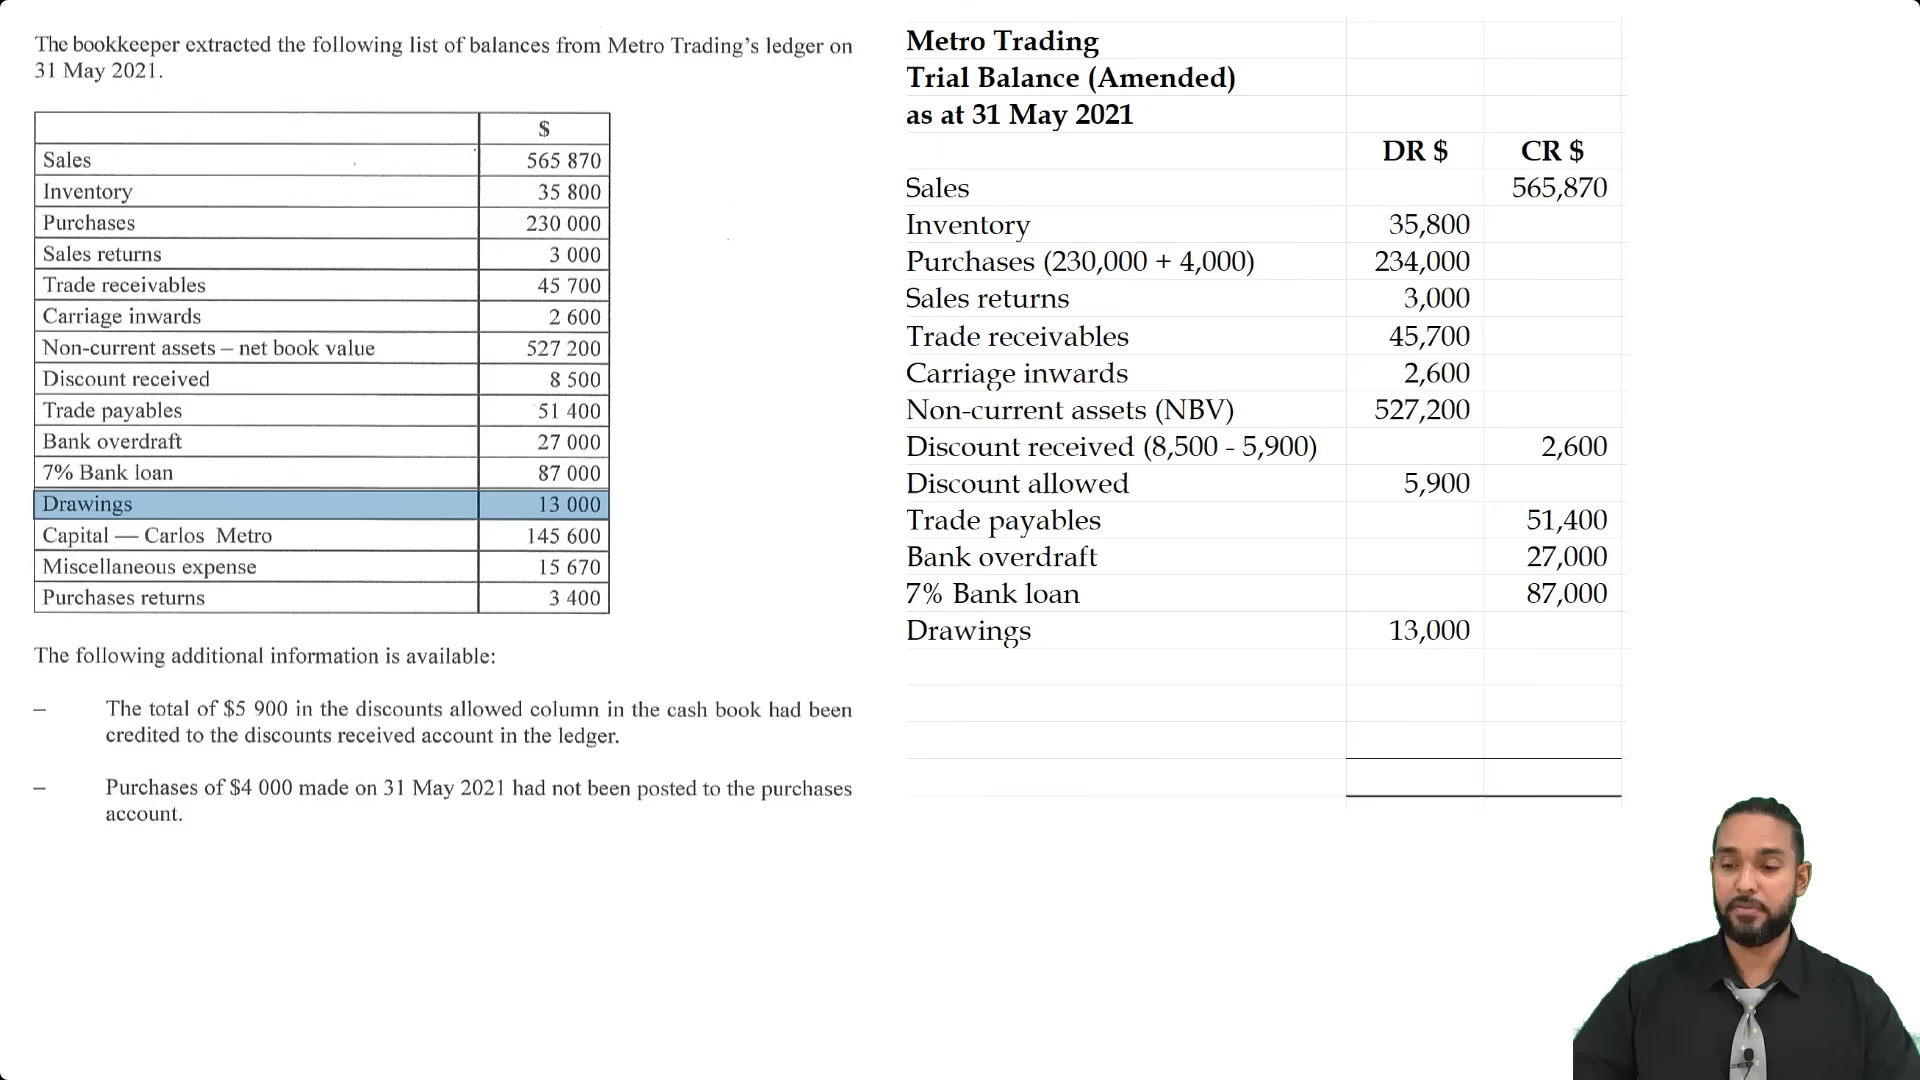 The bookkeeper extracted the following list of balances from Metro Trading's ledger on
31 May 2021.
$
Sales 565 870
Inventory 35 800
Purchases 230 000
Sales returns 3 000
Trade receivables 45 700
Carriage inwards 2 600
Non-current assets – net book value 527 200
Discount received 8 500
Trade payables 51 400
Bank overdraft 27 000
7% Bank loan 87 000
Drawings 13 000
Capital — Carlos Metro 145 600
Miscellaneous expense 15 670
Purchases returns 3 400
The following additional information is available:
– The total of $5 900 in the discounts allowed column in the cash book had been
credited to the discounts received account in the ledger.
– Purchases of $4 000 made on 31 May 2021 had not been posted to the purchases
account.
Metro Trading
Trial Balance (Amended)
as at 31 May 2021
DR $ CR $
Sales 565,870
Inventory 35,800
Purchases (230,000 + 4,000) 234,000
Sales returns 3,000
Trade receivables 45,700
Carriage inwards 2,600
Non-current assets (NBV) 527,200
Discount received (8,500 - 5,900) 2,600
Discount allowed 5,900
Trade payables 51,400
Bank overdraft 27,000
7% Bank loan 87,000
Drawings 13,000